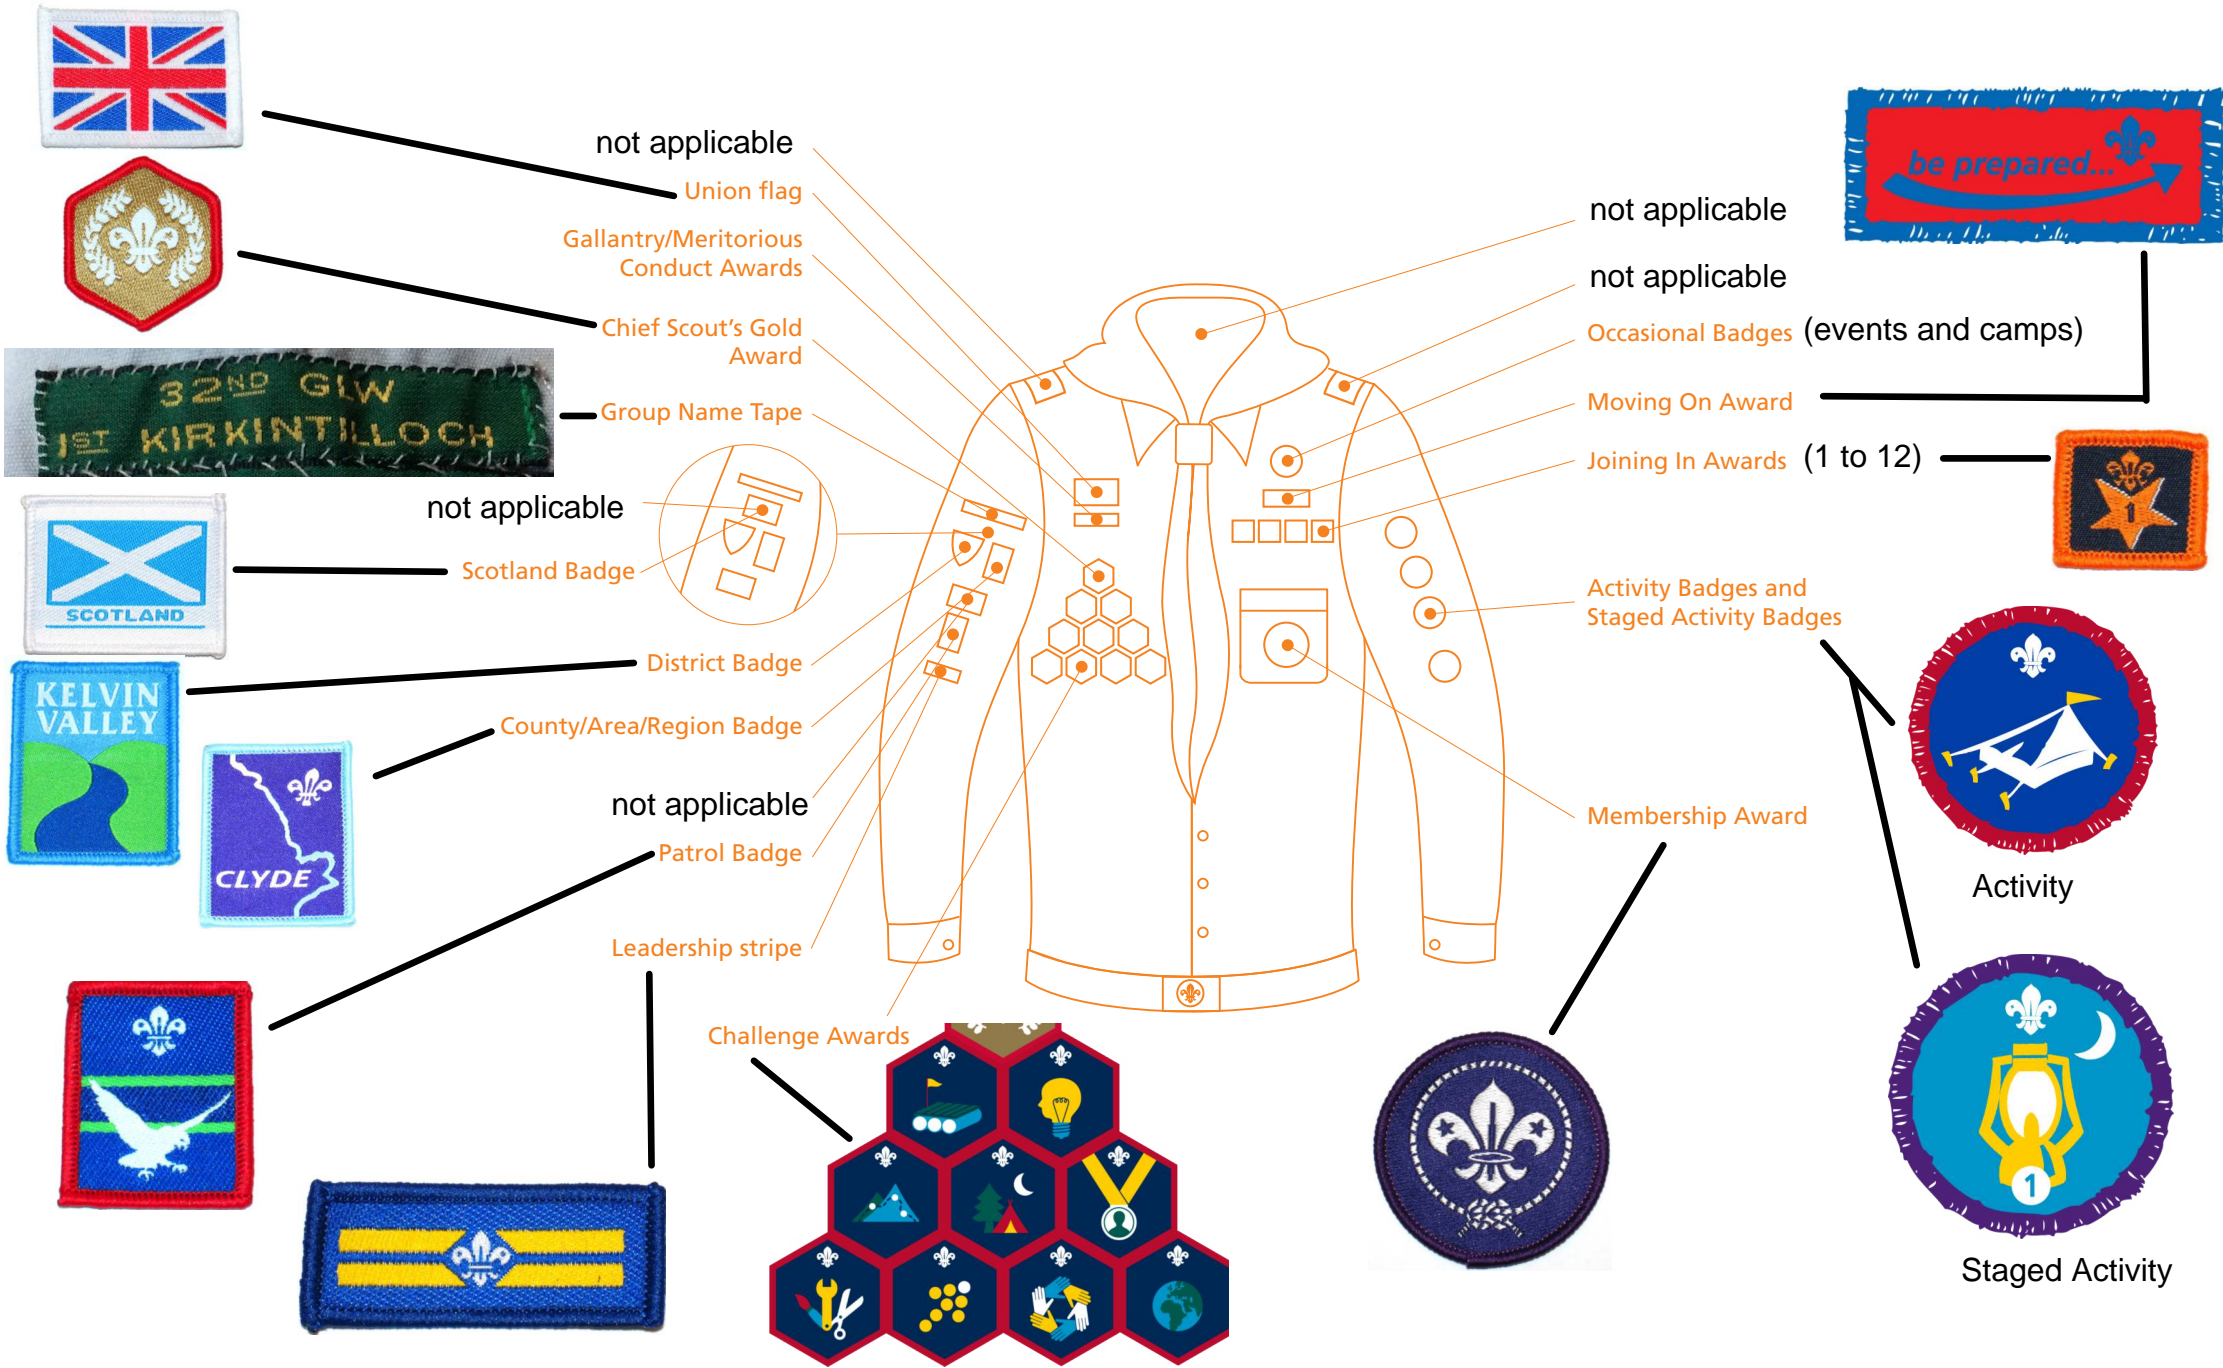 not applicable
Union flag
Gallantry/Meritorious
Conduct Awards
Chief Scout's Gold
Award
32ND GLW
1ST KIRKINTILLOCH
Group Name Tape
not applicable
Scotland Badge
SCOTLAND
KELVIN
VALLEY
District Badge
County/Area/Region Badge
CLYDE
not applicable
Patrol Badge
Leadership stripe
Challenge Awards
be prepared...
not applicable
not applicable
Occasional Badges (events and camps)
Moving On Award
Joining In Awards (1 to 12)
1
Activity Badges and
Staged Activity Badges
Membership Award
Activity
1
Staged Activity